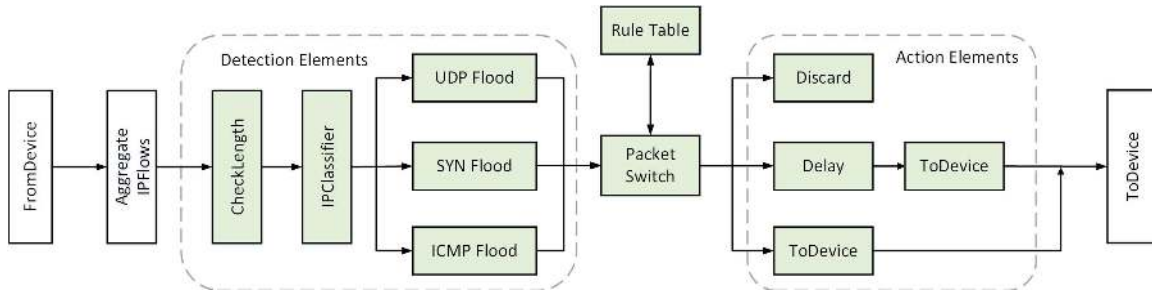 FromDevice
Aggregate
IPFlows
Detection Elements
CheckLength
IPClassifier
UDP Flood
SYN Flood
ICMP Flood
Rule Table
Packet
Switch
Action Elements
Discard
Delay
ToDevice
ToDevice
ToDevice